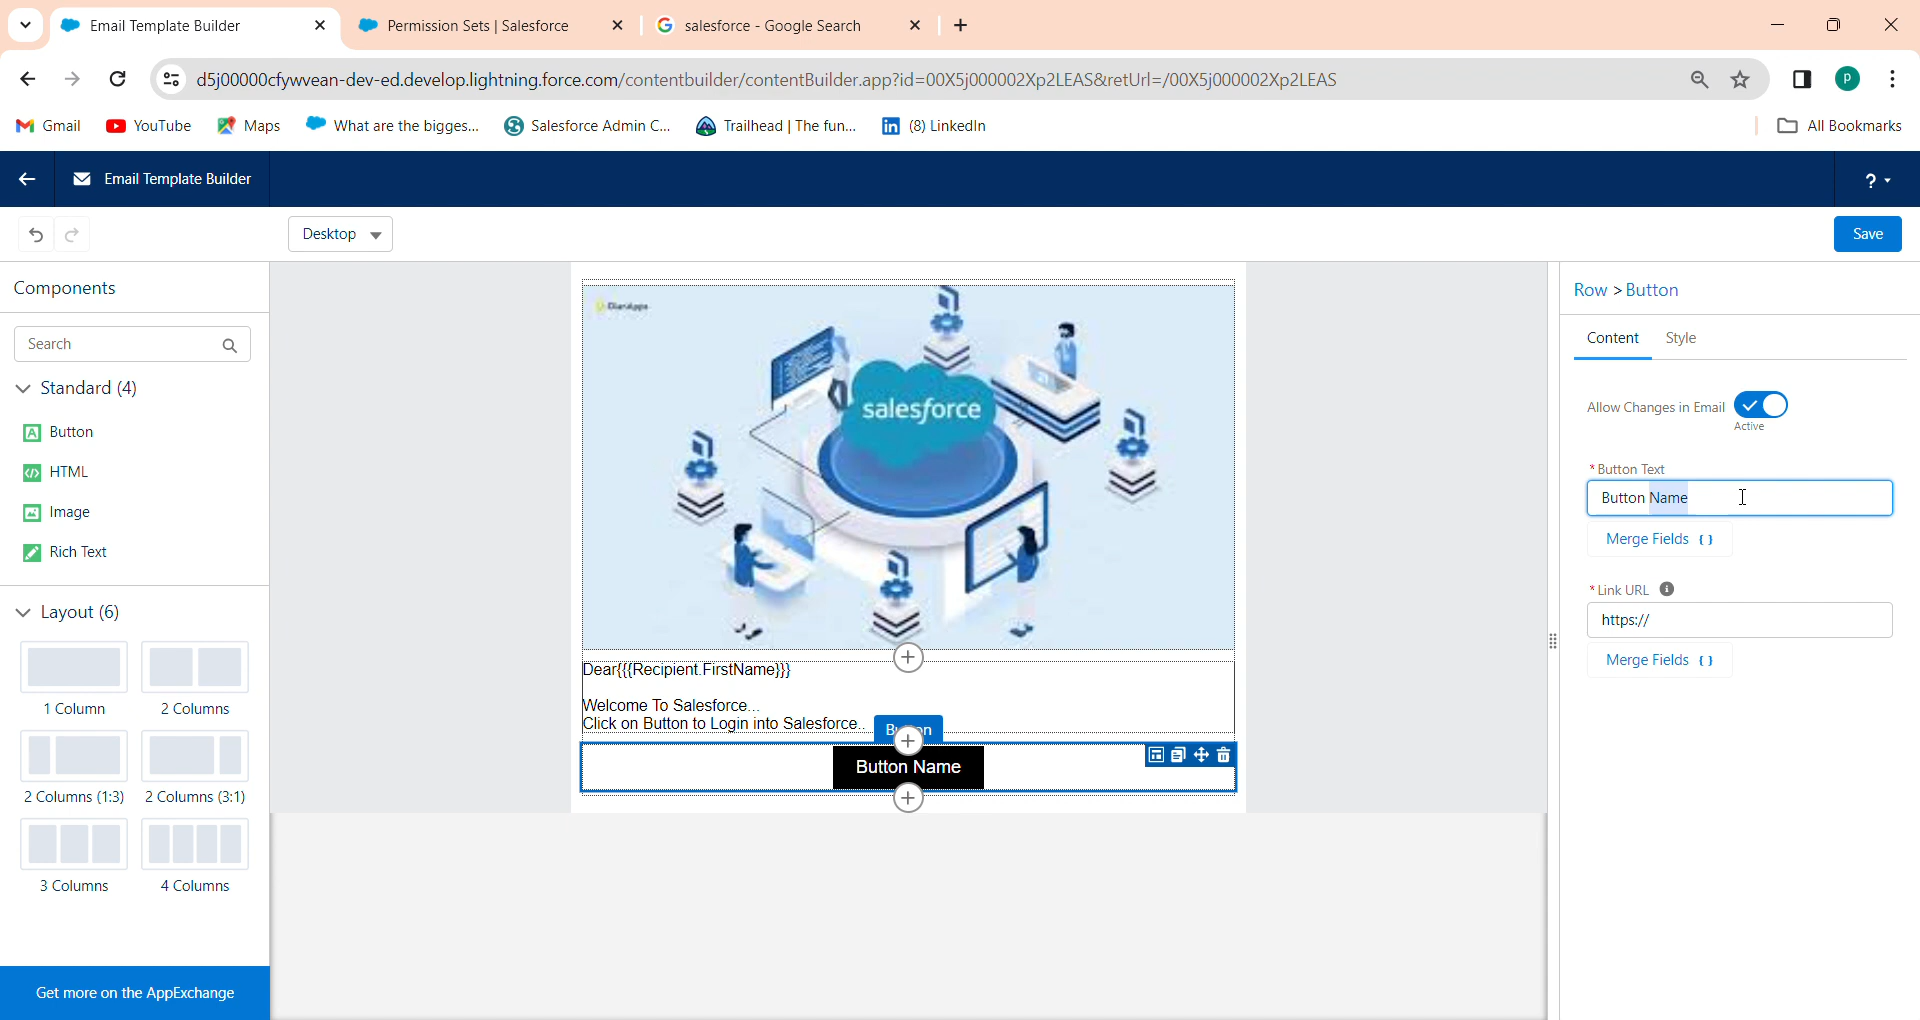 Email Template Builder
Permission Sets | Salesforce
salesforce - Google Search
d5j00000cfywvean-dev-ed.develop.lightning.force.com/contentbuilder/contentBuilder.app?id=00X5j000002Xp2LEAS&retUrl=/00X5j000002Xp2LEAS
P
Gmail
YouTube
Maps
What are the bigges...
Salesforce Admin C...
Trailhead | The fun...
(8) LinkedIn
All Bookmarks
Email Template Builder
?
Desktop
Save
Components
Search
Standard (4)
Button
HTML
Image
Rich Text
Layout (6)
1 Column
2 Columns
2 Columns (1:3)
2 Columns (3:1)
3 Columns
4 Columns
Get more on the AppExchange
DianApps
salesforce
Dear{{{Recipient.FirstName}}}
Welcome To Salesforce...
Click on Button to Login into Salesforce..
Button Name
Row > Button
Content
Style
Allow Changes in Email
Active
*Button Text
Button Name
Merge Fields { }
*Link URL
https://
Merge Fields { }